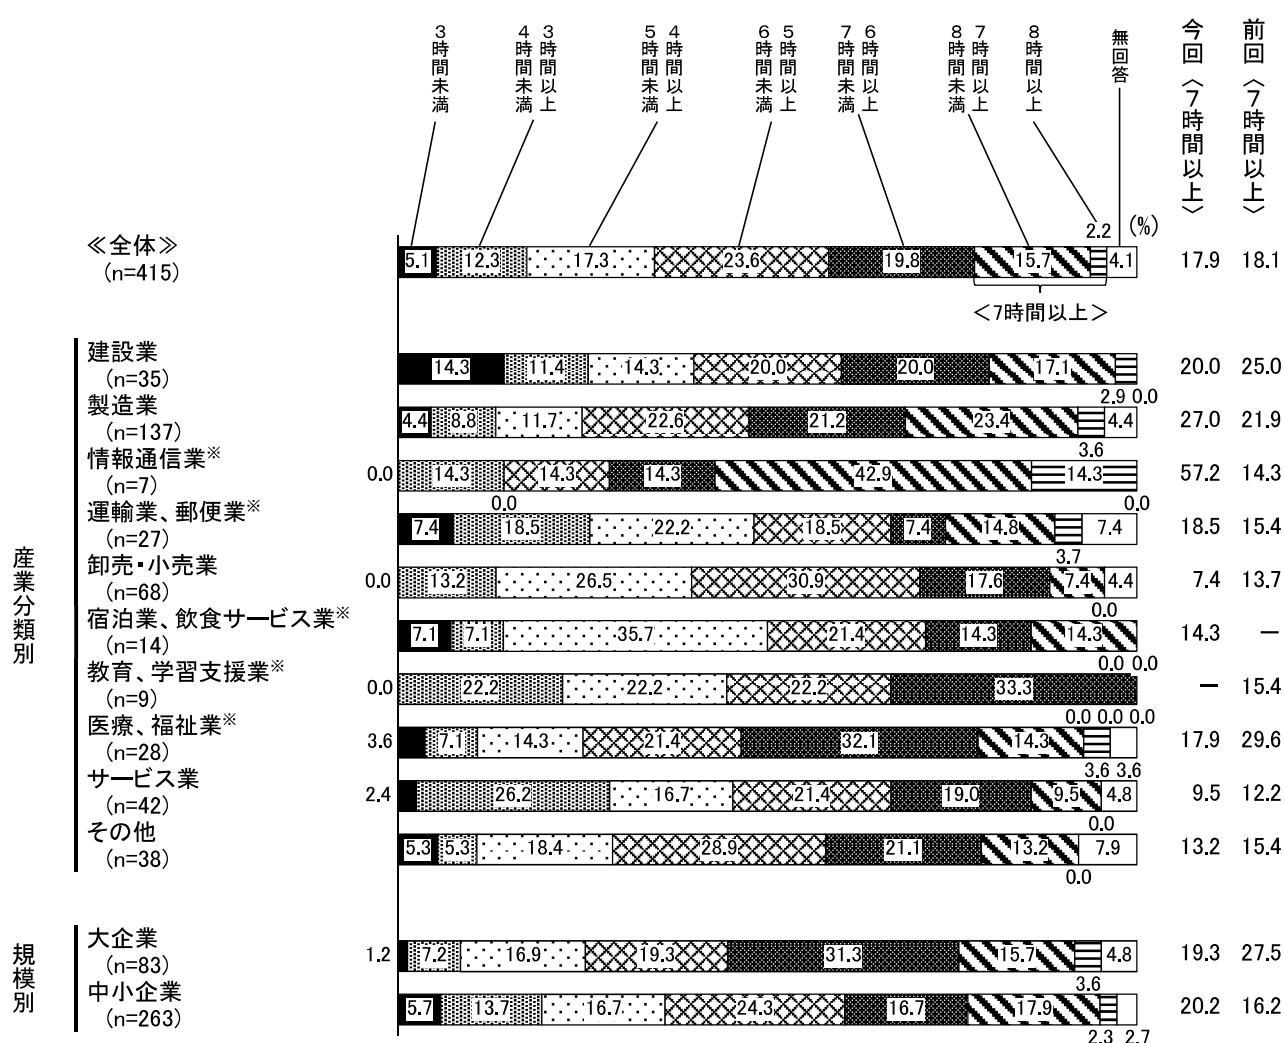 3時間未満
3時間以上
4時間未満
4時間以上
5時間未満
5時間以上
6時間未満
6時間以上
7時間未満
7時間以上
8時間未満
8時間以上
無回答
今回〈7時間以上〉
前回〈7時間以上〉
(%)
≪全体≫
(n=415)
5.1 12.3 17.3 23.6 19.8 15.7 2.2 4.1 17.9 18.1
<7時間以上>
産業分類別
建設業
(n=35)
14.3 11.4 14.3 20.0 20.0 17.1 2.9 0.0 20.0 25.0
製造業
(n=137)
4.4 8.8 11.7 22.6 21.2 23.4 3.6 4.4 27.0 21.9
情報通信業※
(n=7)
0.0 14.3 0.0 14.3 14.3 42.9 14.3 0.0 57.2 14.3
運輸業、郵便業※
(n=27)
7.4 18.5 22.2 18.5 7.4 14.8 3.7 7.4 18.5 15.4
卸売・小売業
(n=68)
0.0 13.2 26.5 30.9 17.6 7.4 0.0 4.4 7.4 13.7
宿泊業、飲食サービス業※
(n=14)
7.1 7.1 35.7 21.4 14.3 14.3 0.0 0.0 14.3 —
教育、学習支援業※
(n=9)
0.0 22.2 22.2 22.2 33.3 0.0 0.0 0.0 — 15.4
医療、福祉業※
(n=28)
3.6 7.1 14.3 21.4 32.1 14.3 3.6 3.6 17.9 29.6
サービス業
(n=42)
2.4 26.2 16.7 21.4 19.0 9.5 0.0 4.8 9.5 12.2
その他
(n=38)
5.3 5.3 18.4 28.9 21.1 13.2 0.0 7.9 13.2 15.4
規模別
大企業
(n=83)
1.2 7.2 16.9 19.3 31.3 15.7 3.6 4.8 19.3 27.5
中小企業
(n=263)
5.7 13.7 16.7 24.3 16.7 17.9 2.3 2.7 20.2 16.2